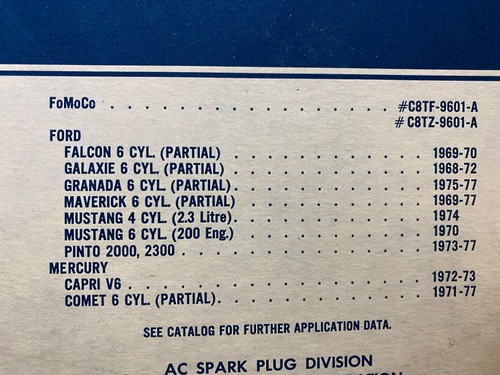 FoMoCo . . . . . . . . . . . . . . . . . . . #C8TF-9601-A
# C8TZ-9601-A
FORD
FALCON 6 CYL. (PARTIAL) . . . . . . . . . . . . 1969-70
GALAXIE 6 CYL. (PARTIAL) . . . . . . . . . . . . 1968-72
GRANADA 6 CYL. (PARTIAL) . . . . . . . . . . . 1975-77
MAVERICK 6 CYL. (PARTIAL) . . . . . . . . . . . 1969-77
MUSTANG 4 CYL. (2.3 Litre). . . . . . . . . . . . 1974
MUSTANG 6 CYL. (200 Eng.) . . . . . . . . . . . 1970
PINTO 2000, 2300 . . . . . . . . . . . . . . . 1973-77
MERCURY
CAPRI V6 . . . . . . . . . . . . . . . . . . 1972-73
COMET 6 CYL. (PARTIAL). . . . . . . . . . . . . 1971-77
SEE CATALOG FOR FURTHER APPLICATION DATA.
AC SPARK PLUG DIVISION